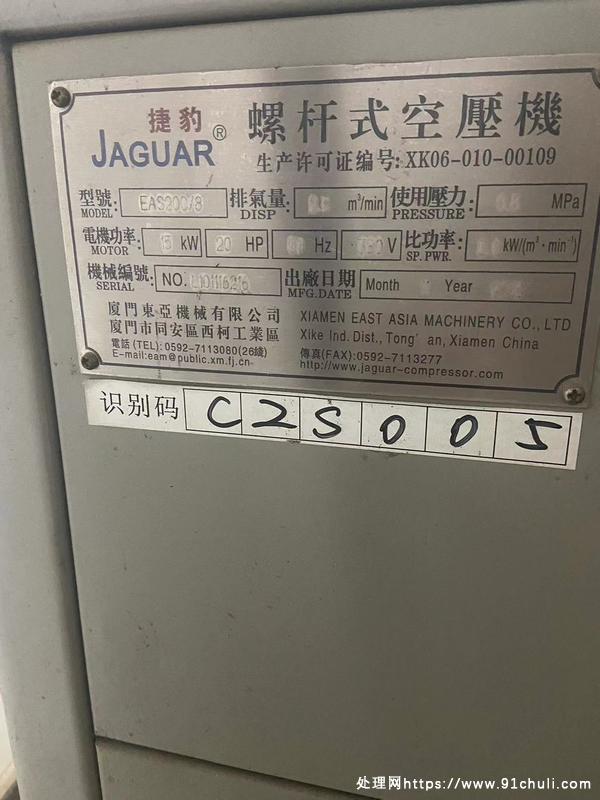 捷豹 JAGUAR®
螺杆式空壓機
生产许可证编号: XK06-010-00109
型號: MODEL. EAS200/8 排氣量: DISP m³/min 使用壓力: PRESSURE MPa
電機功率: MOTOR 15 kW 20 HP Hz V 比功率: SP. PWR. kW/(m³·min⁻¹)
機械編號: SERIAL NO. 出廠日期 MFG.DATE Month Year
厦門東亞機械有限公司 XIAMEN EAST ASIA MACHINERY CO., LTD
厦門市同安區西柯工業區 Xike Ind. Dist., Tong' an, Xiamen China
電話 (TEL): 0592-7113080(26綫) 傳真(FAX):0592-7113277
E-mail:eam@public.xm.fj.cn http://www.jaguar-compressor.com
识别码 C2S005
处理网https://www.91chuli.com